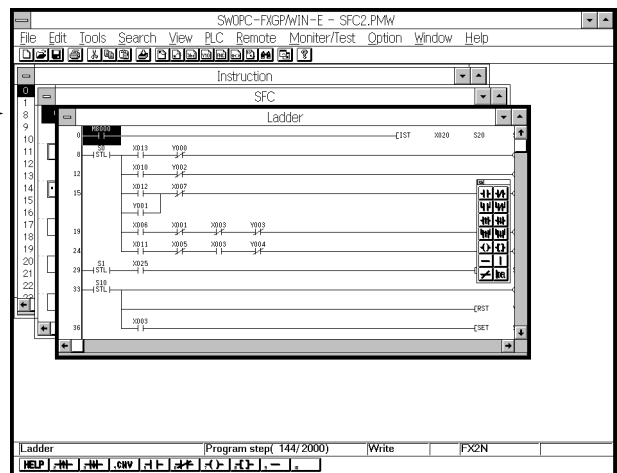 SW0PC-FXGP/WIN-E - SFC2.PMW
File Edit Tools Search View PLC Remote Moniter/Test Option Window Help
Instruction
SFC
Ladder
0
1
8
9
10
11
12
13
14
15
16
17
18
19
20
21
22
0 M8000 [IST X020 S20
8 S0 STL X013 Y000
12 X010 Y002
15 X012 X007
Y001
19 X006 X001 X003 Y003
24 X011 X005 X003 Y004
29 S1 STL X025
33 S10 STL
[RST
36 X003 [SET
DEL
Ladder Program step( 144/2000) Write FX2N
HELP CNV